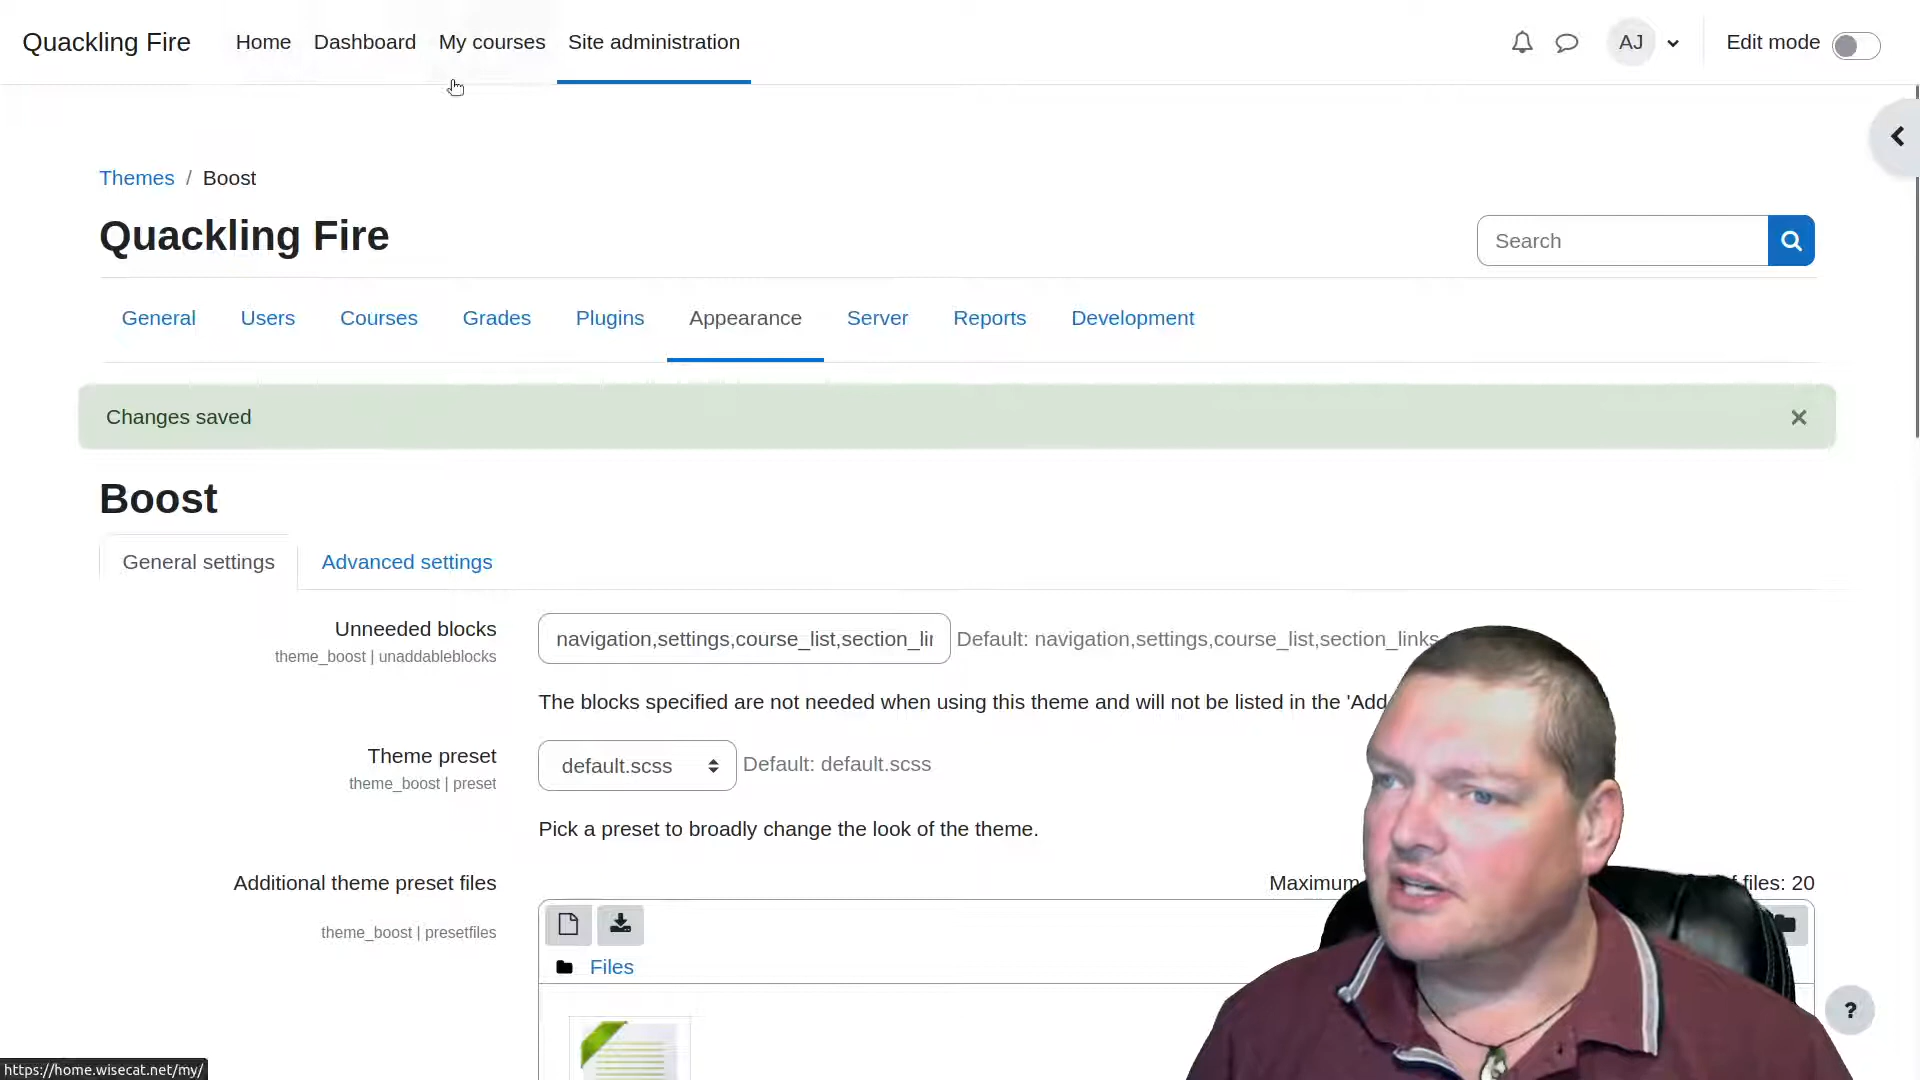 Quackling Fire Home Dashboard My courses Site administration AJ Edit mode
Themes / Boost
Quackling Fire
Search
General Users Courses Grades Plugins Appearance Server Reports Development
Changes saved
Boost
General settings Advanced settings
Unneeded blocks
theme_boost | unaddableblocks
navigation,settings,course_list,section_lin Default: navigation,settings,course_list,section_links
The blocks specified are not needed when using this theme and will not be listed in the 'Add
Theme preset
theme_boost | preset
default.scss Default: default.scss
Pick a preset to broadly change the look of the theme.
Additional theme preset files
theme_boost | presetfiles
Maximum files: 20
Files
?
https://home.wisecat.net/my/